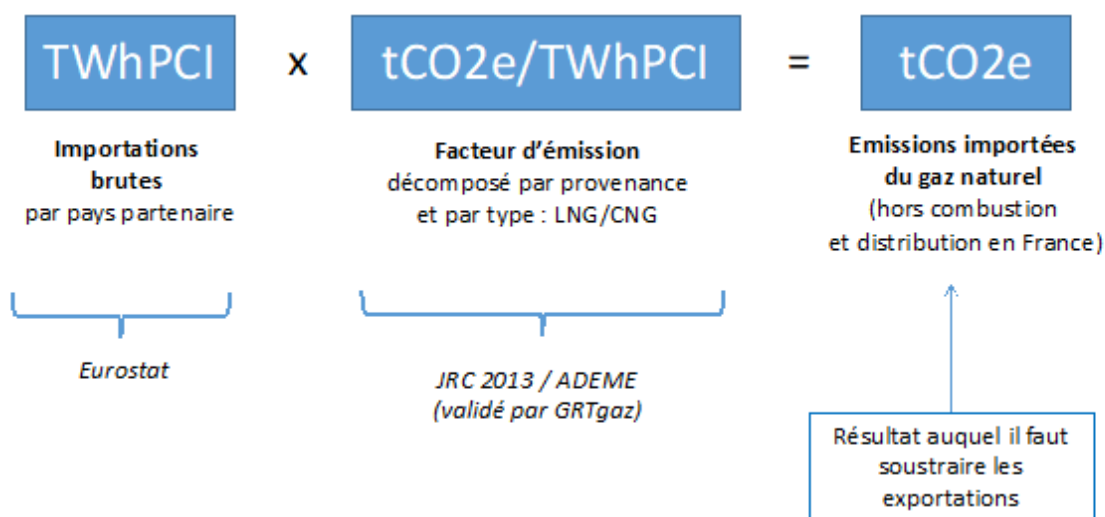 TWhPCI
x
tCO2e/TWhPCI
=
tCO2e
Importations
brutes
par pays partenaire
Facteur d'émission
décomposé par provenance
et par type : LNG/CNG
Emissions importées
du gaz naturel
(hors combustion
et distribution en France)
Eurostat
JRC 2013 / ADEME
(validé par GRTgaz)
Résultat auquel il faut
soustraire les
exportations